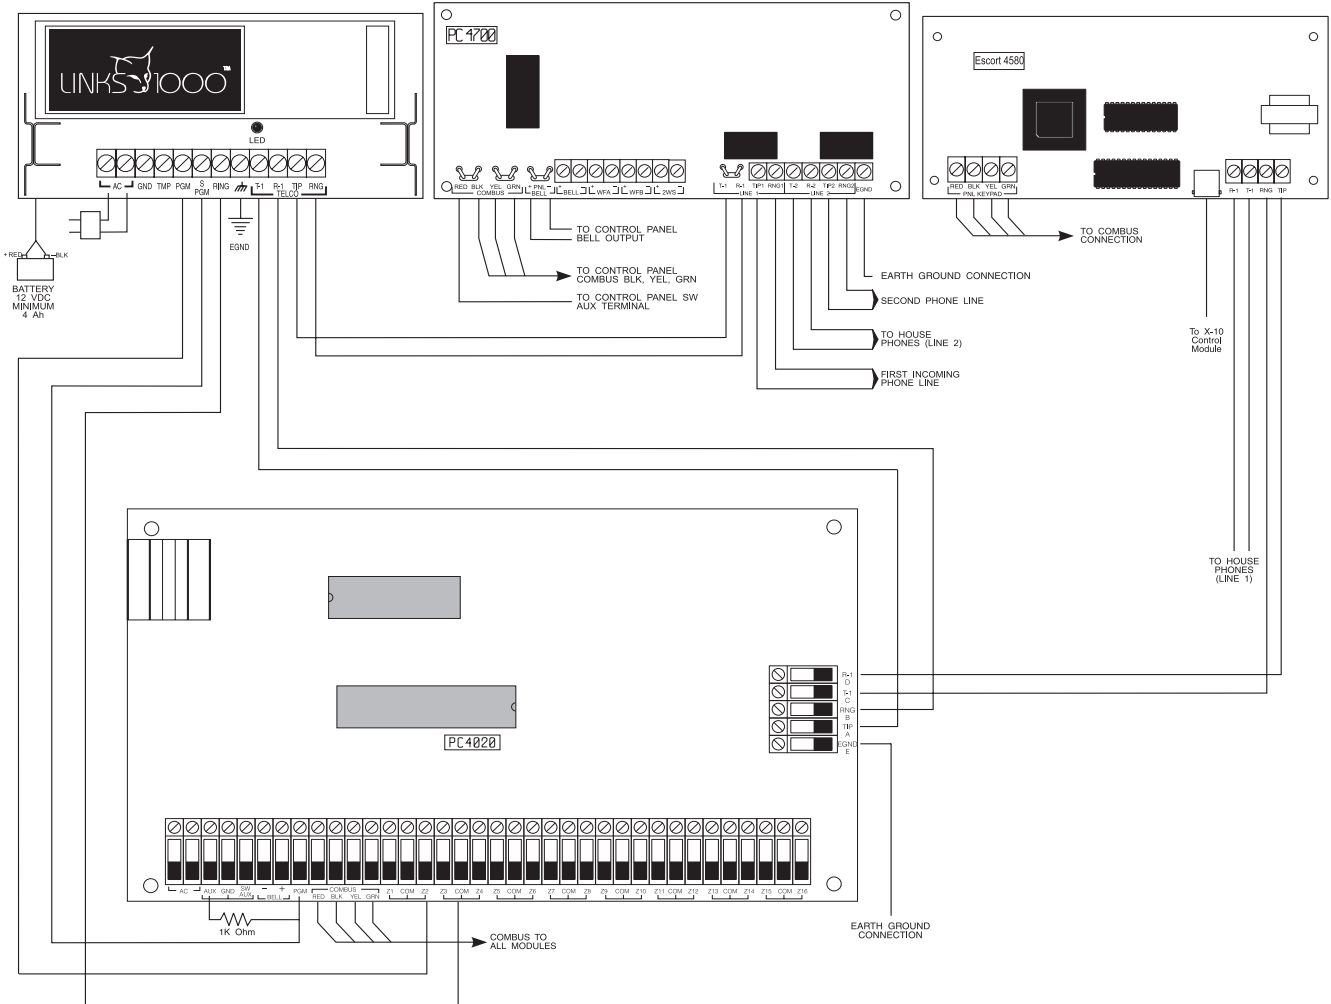 LINKS 1000™
LED
AC GND TMP PGM S PGM RING T-1 R-1 TIP RNG
TELCO
EGND
+ RED
– BLK
BATTERY
12 VDC
MINIMUM
4 Ah
PC4700
RED BLK YEL GRN + PNL –
COMBUS
BELL
+ BELL – + WFA – + WFB – + 2WS –
T-1 R-1 TIP1 RNG1 T-2 R-2 TIP2 RNG2 EGND
LINE 1 LINE 2
TO CONTROL PANEL
BELL OUTPUT
TO CONTROL PANEL
COMBUS BLK, YEL, GRN
TO CONTROL PANEL SW
AUX TERMINAL
EARTH GROUND CONNECTION
SECOND PHONE LINE
TO HOUSE
PHONES (LINE 2)
FIRST INCOMING
PHONE LINE
Escort 4580
RED BLK YEL GRN
PNL KEYPAD
R-1 T-1 RNG TIP
TO COMBUS
CONNECTION
To X-10
Control
Module
TO HOUSE
PHONES
(LINE 1)
PC4020
R-1
D
T-1
C
RNG
B
TIP
A
EGND
E
AC AUX GND SW AUX – + PGM COMBUS Z1 COM Z2 Z3 COM Z4 Z5 COM Z6 Z7 COM Z8 Z9 COM Z10 Z11 COM Z12 Z13 COM Z14 Z15 COM Z16
BELL
RED BLK YEL GRN
1K Ohm
COMBUS TO
ALL MODULES
EARTH GROUND
CONNECTION